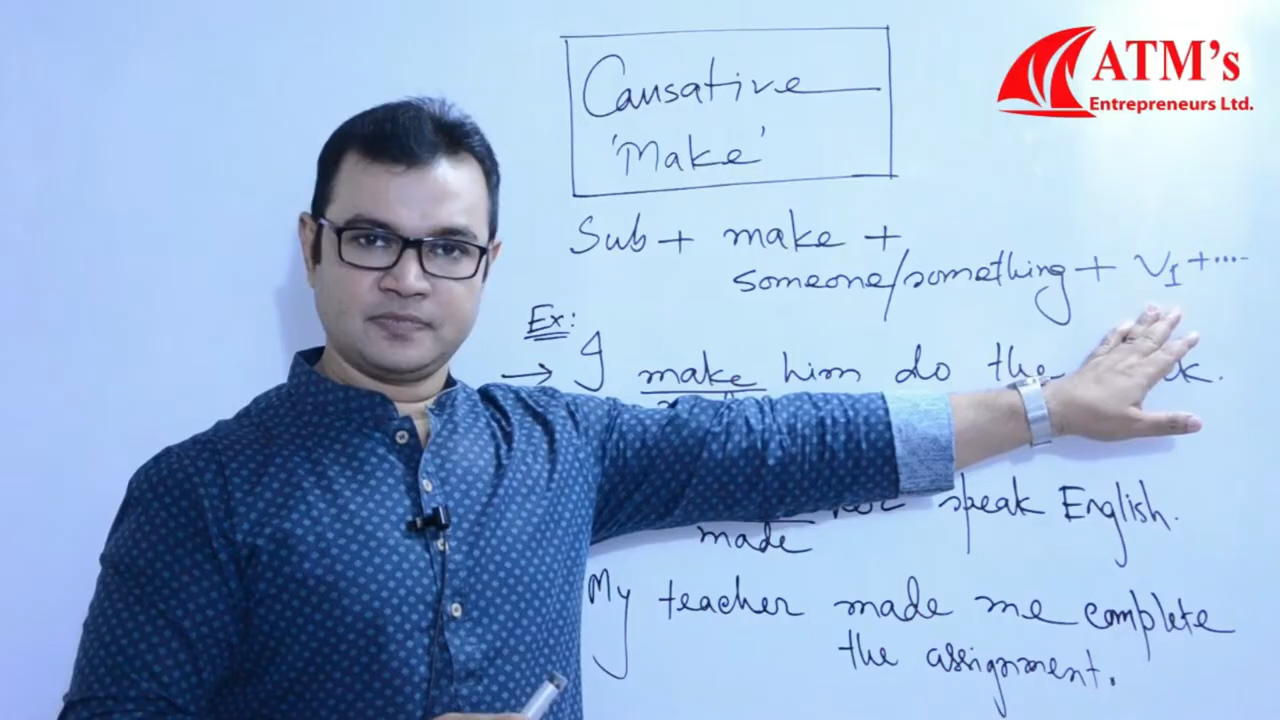 ATM's
Entrepreneurs Ltd.
Causative
'Make'
Sub + make +
someone/something + V1 + ....
Ex:
→ I make him do the
speak English.
made
My teacher made me complete
the assignment.